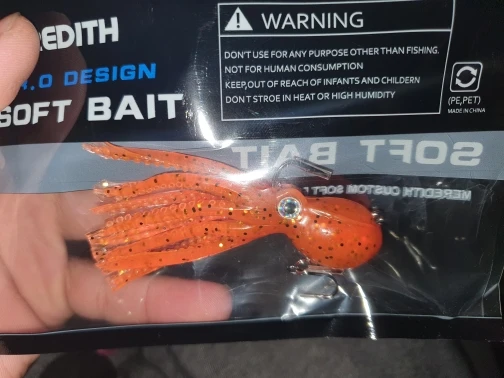 EDITH
.0 DESIGN
SOFT BAIT
WARNING
DON'T USE FOR ANY PURPOSE OTHER THAN FISHING.
NOT FOR HUMAN CONSUMPTION
KEEP,OUT OF REACH OF INFANTS AND CHILDERN
DON T STROE IN HEAT OR HIGH HUMIDITY
(PE,PET)
MADE IN CHINA
SOFT BAIT
MEREDITH CUSTOM SOFT